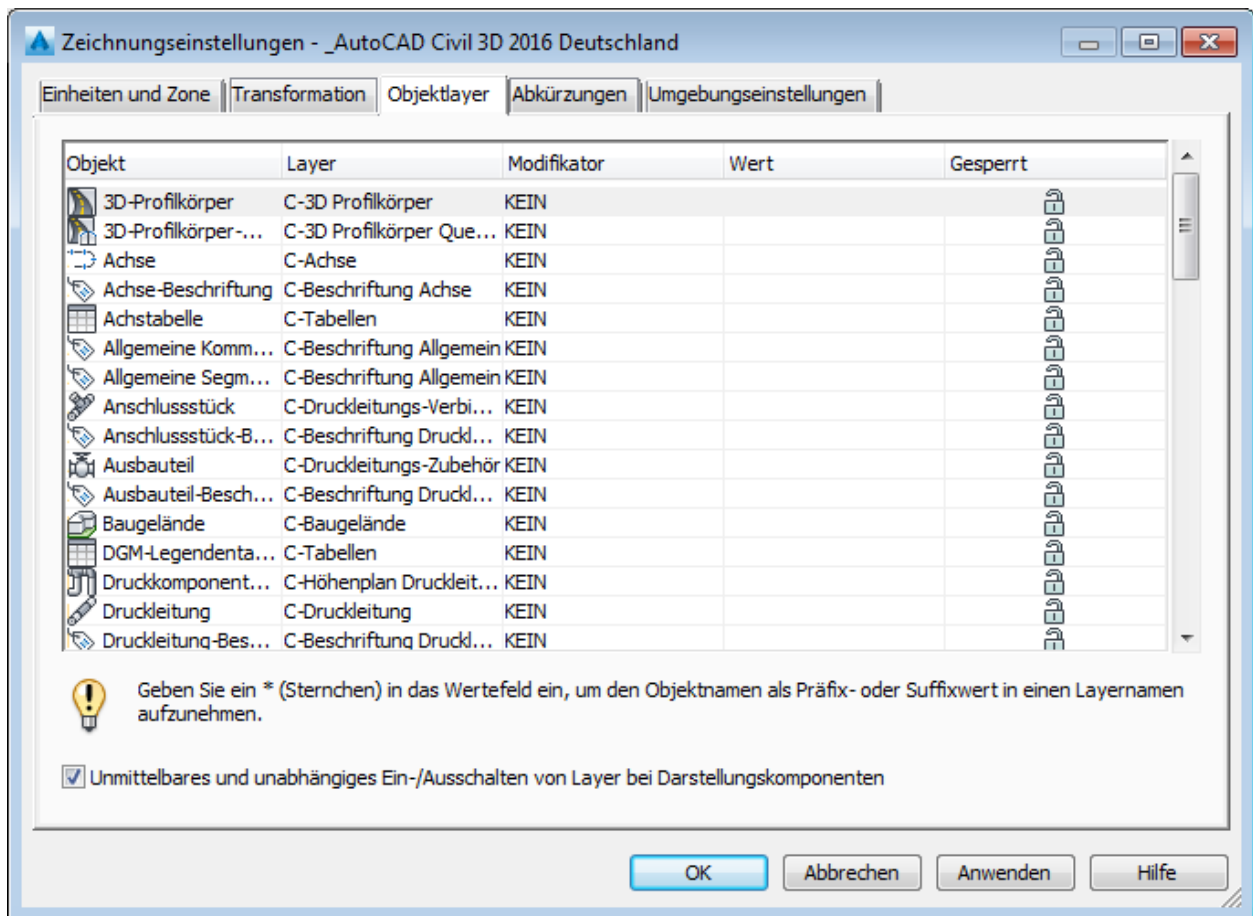 Zeichnungseinstellungen - _AutoCAD Civil 3D 2016 Deutschland
Einheiten und Zone Transformation Objektlayer Abkürzungen Umgebungseinstellungen
Objekt Layer Modifikator Wert Gesperrt
3D-Profilkörper C-3D Profilkörper KEIN
3D-Profilkörper-... C-3D Profilkörper Que... KEIN
Achse C-Achse KEIN
Achse-Beschriftung C-Beschriftung Achse KEIN
Achstabelle C-Tabellen KEIN
Allgemeine Komm... C-Beschriftung Allgemein KEIN
Allgemeine Segm... C-Beschriftung Allgemein KEIN
Anschlussstück C-Druckleitungs-Verbi... KEIN
Anschlussstück-B... C-Beschriftung Druckl... KEIN
Ausbauteil C-Druckleitungs-Zubehör KEIN
Ausbauteil-Besch... C-Beschriftung Druckl... KEIN
Baugelände C-Baugelände KEIN
DGM-Legendenta... C-Tabellen KEIN
Druckkomponent... C-Höhenplan Druckleit... KEIN
Druckleitung C-Druckleitung KEIN
Druckleitung-Bes... C-Beschriftung Druckl... KEIN
Geben Sie ein * (Sternchen) in das Wertefeld ein, um den Objektnamen als Präfix- oder Suffixwert in einen Layernamen
aufzunehmen.
Unmittelbares und unabhängiges Ein-/Ausschalten von Layer bei Darstellungskomponenten
OK Abbrechen Anwenden Hilfe